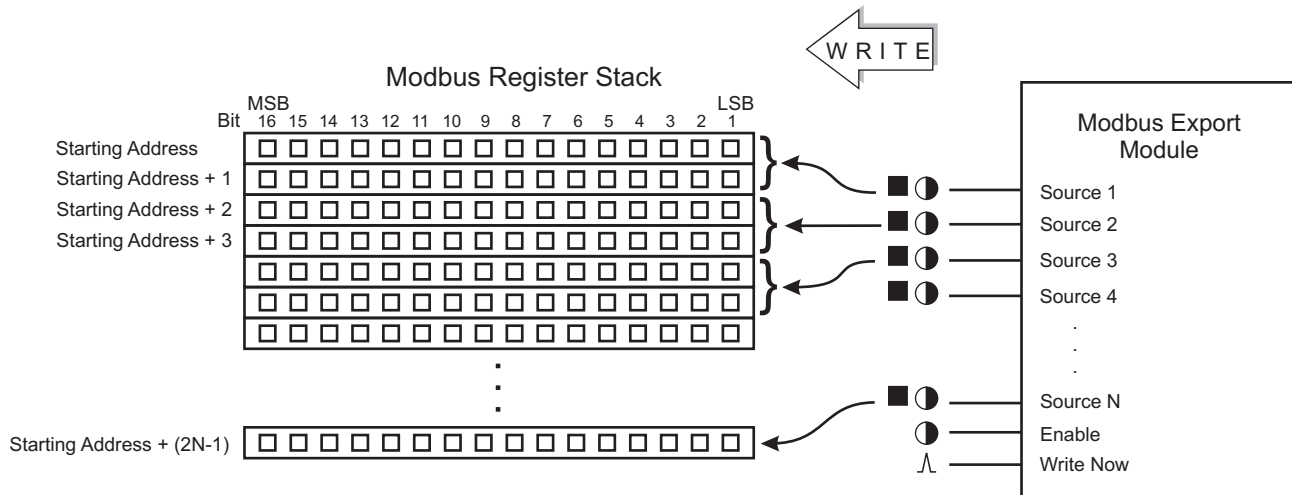 W R I T E
Modbus Register Stack
MSB LSB
Bit 16 15 14 13 12 11 10 9 8 7 6 5 4 3 2 1
Modbus Export
Module
Starting Address
Starting Address + 1
Starting Address + 2
Starting Address + 3
Source 1
Source 2
Source 3
Source 4
.
.
.
Source N
Enable
Write Now
Starting Address + (2N-1)